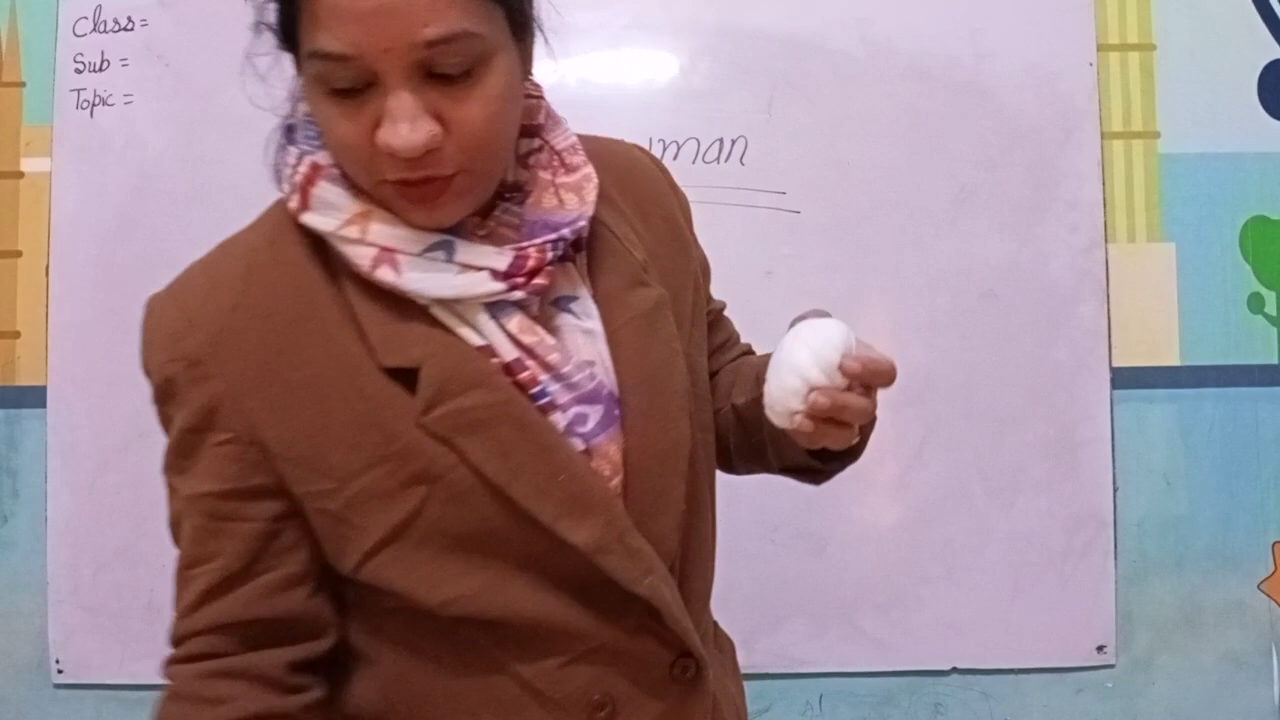 Class=
Sub =
Topic =
uman